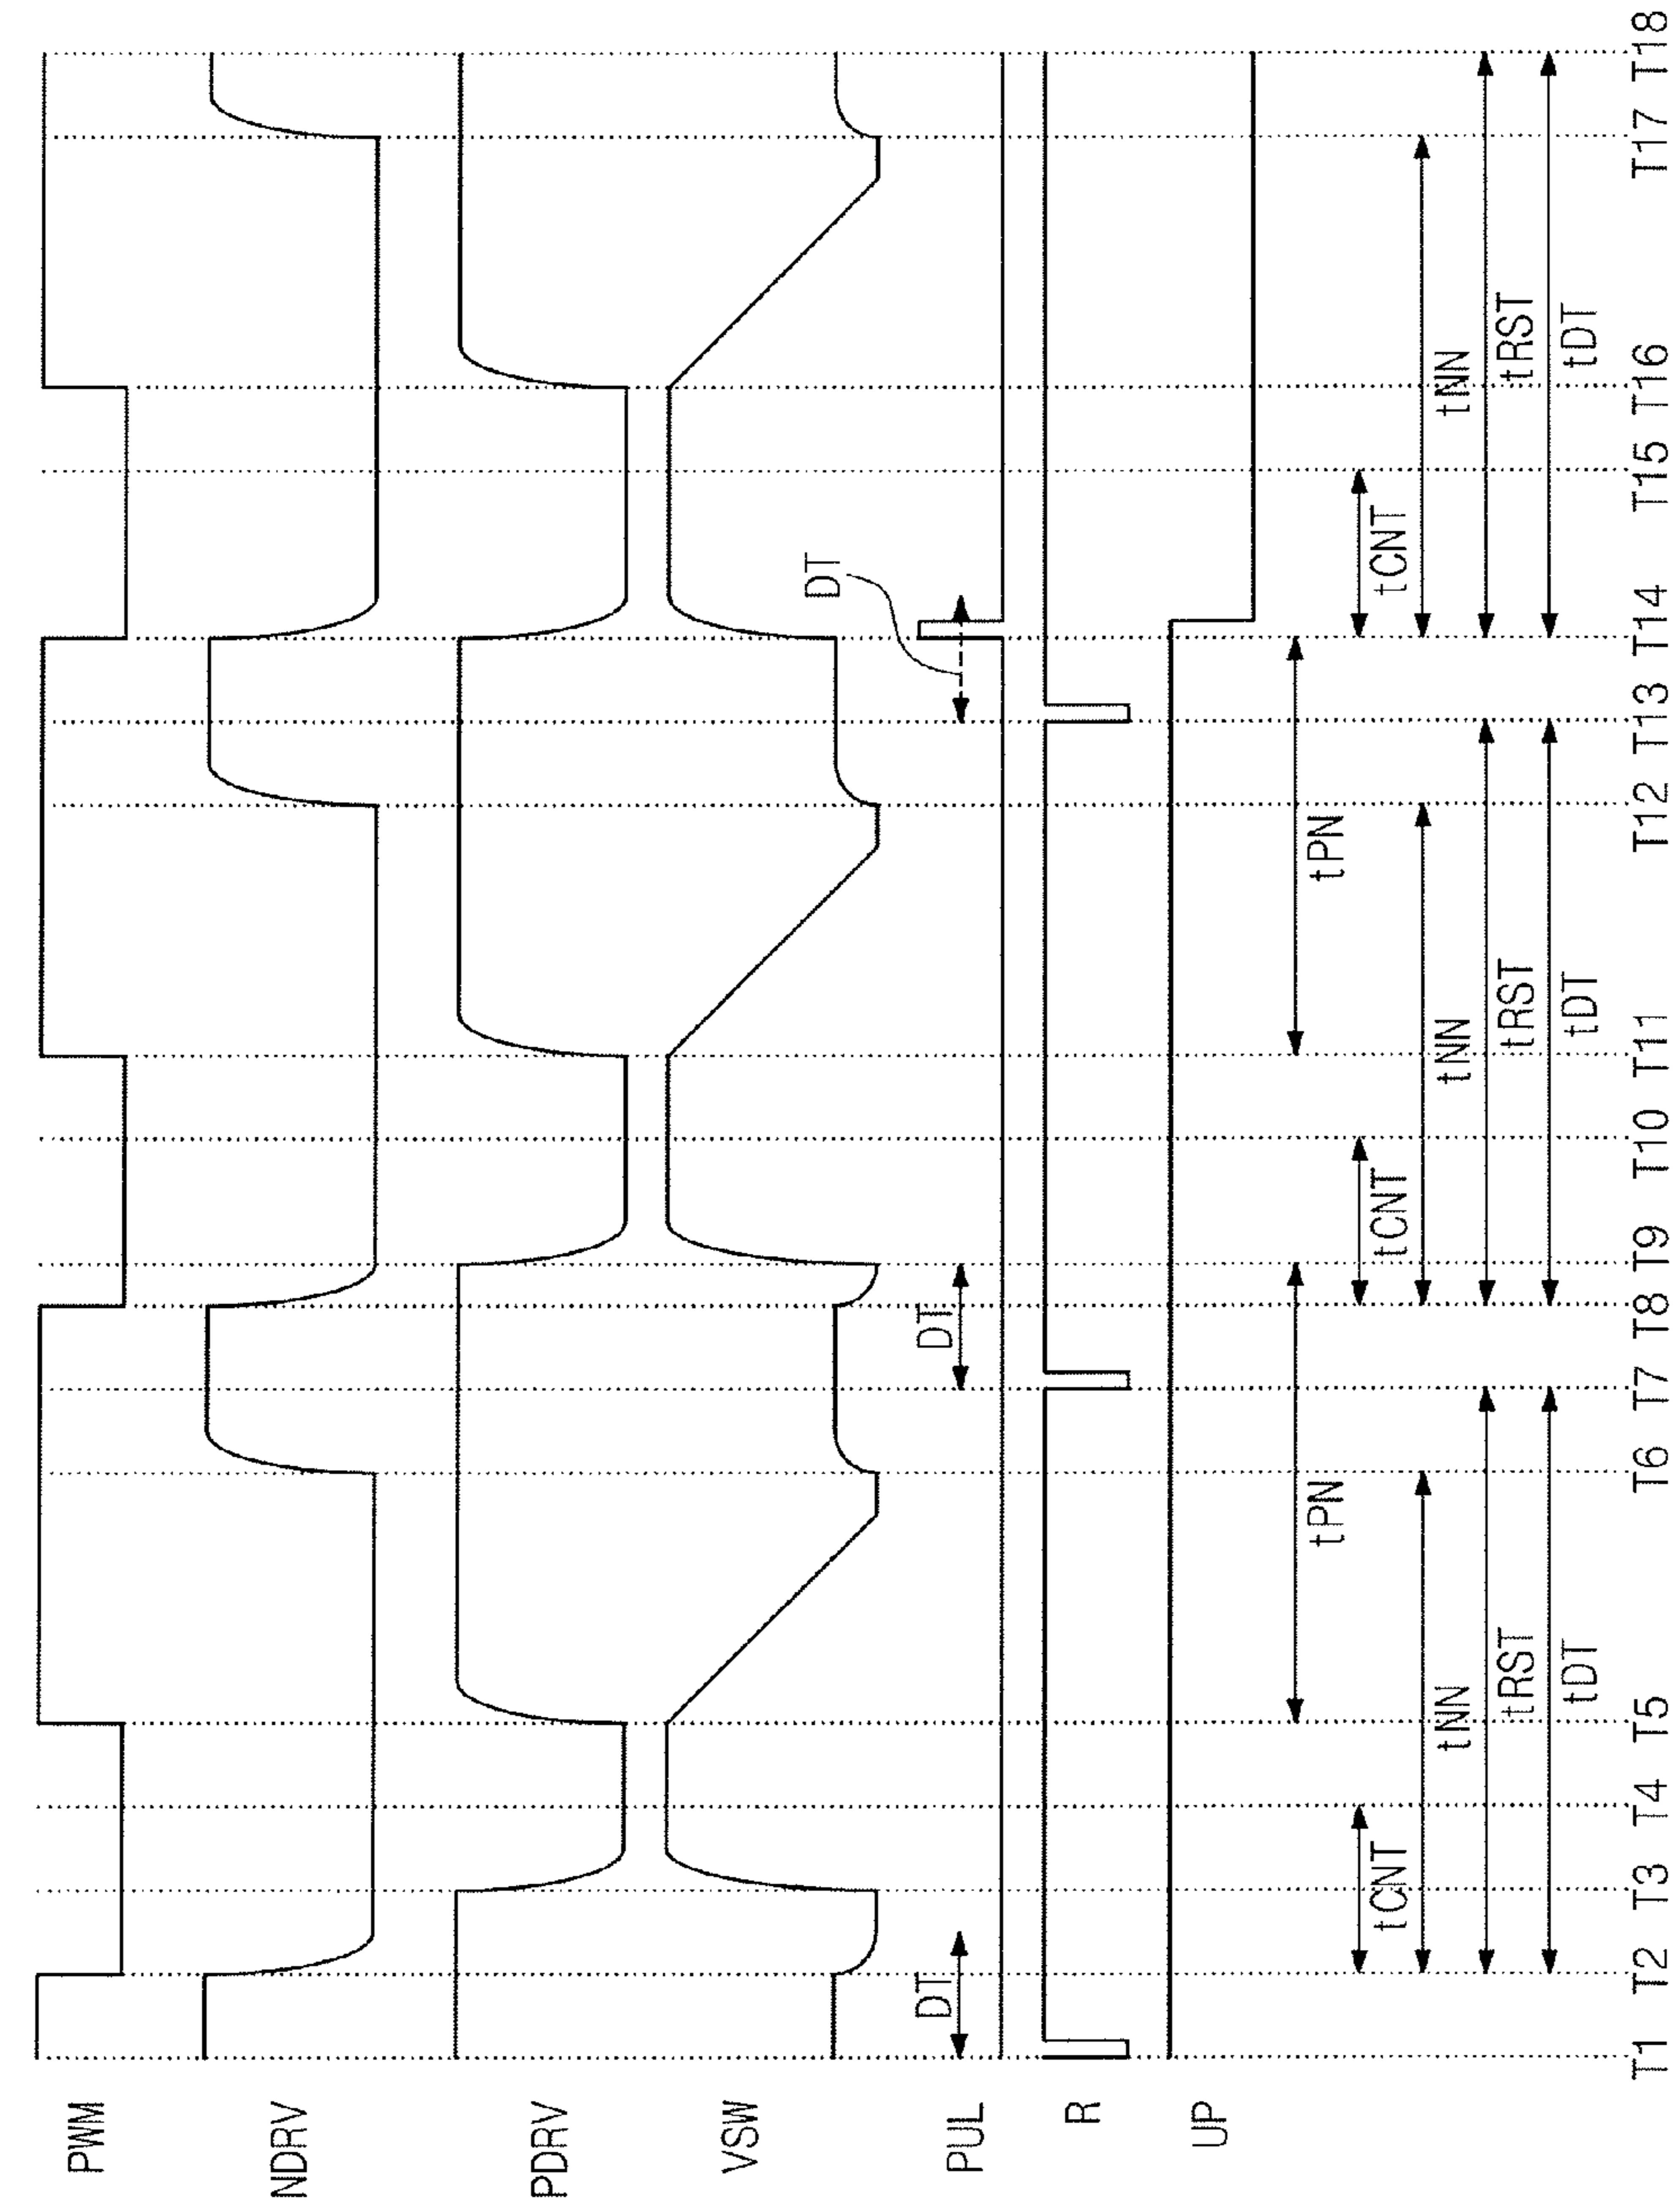 PWM
NDRV
PDRV
VSW
PUL
DT
DT
DT
R
UP
tPN
tPN
tCNT
tCNT
tCNT
tNN
tNN
tNN
tRST
tRST
tRST
tDT
tDT
tDT
T1 T2 T3 T4 T5 T6 T7 T8 T9 T10 T11 T12 T13 T14 T15 T16 T17 T18